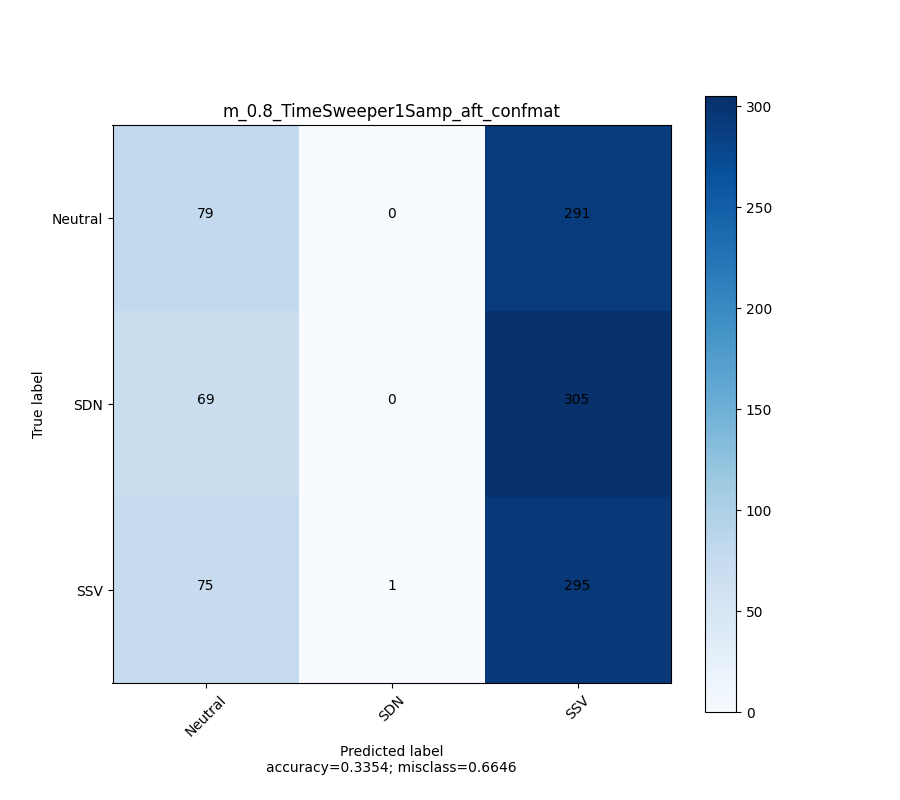 m_0.8_TimeSweeper1Samp_aft_confmat
Neutral 79 0 291
SDN 69 0 305
SSV 75 1 295
Neutral SDN SSV
True label
Predicted label
accuracy=0.3354; misclass=0.6646
300
250
200
150
100
50
0